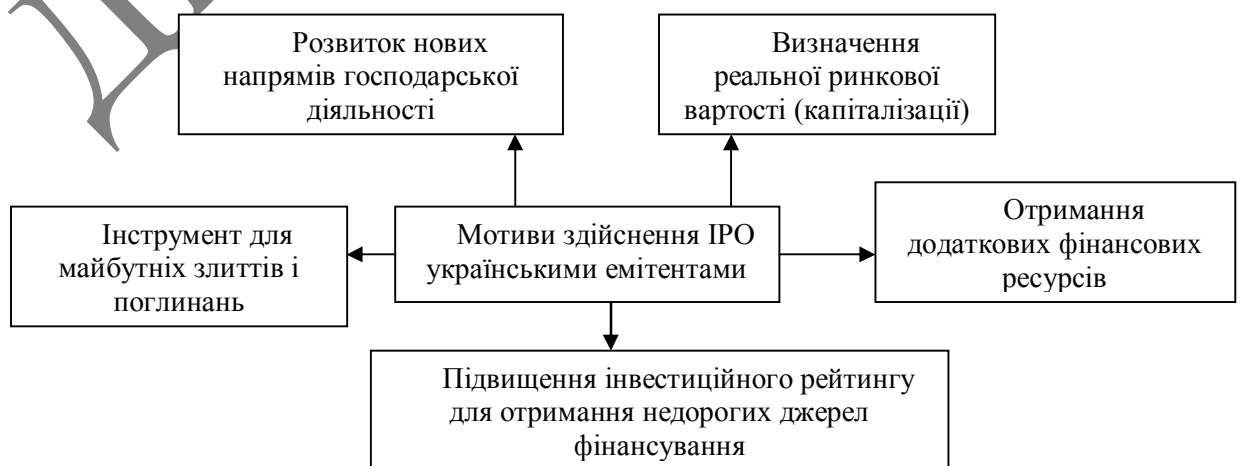 Розвиток нових
напрямів господарської
діяльності
Визначення
реальної ринкової
вартості (капіталізації)
Інструмент для
майбутніх злиттів і
поглинань
Мотиви здійснення ІРО
українськими емітентами
Отримання
додаткових фінансових
ресурсів
Підвищення інвестиційного рейтингу
для отримання недорогих джерел
фінансування